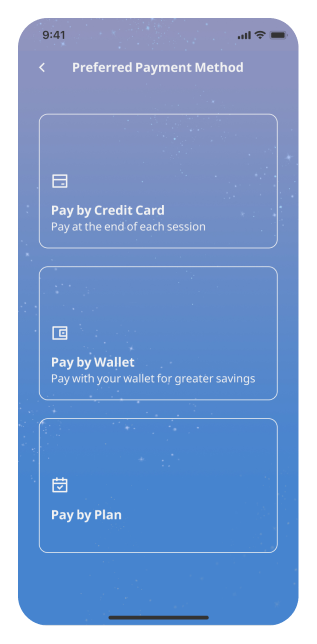 9:41
Preferred Payment Method
Pay by Credit Card
Pay at the end of each session
Pay by Wallet
Pay with your wallet for greater savings
Pay by Plan